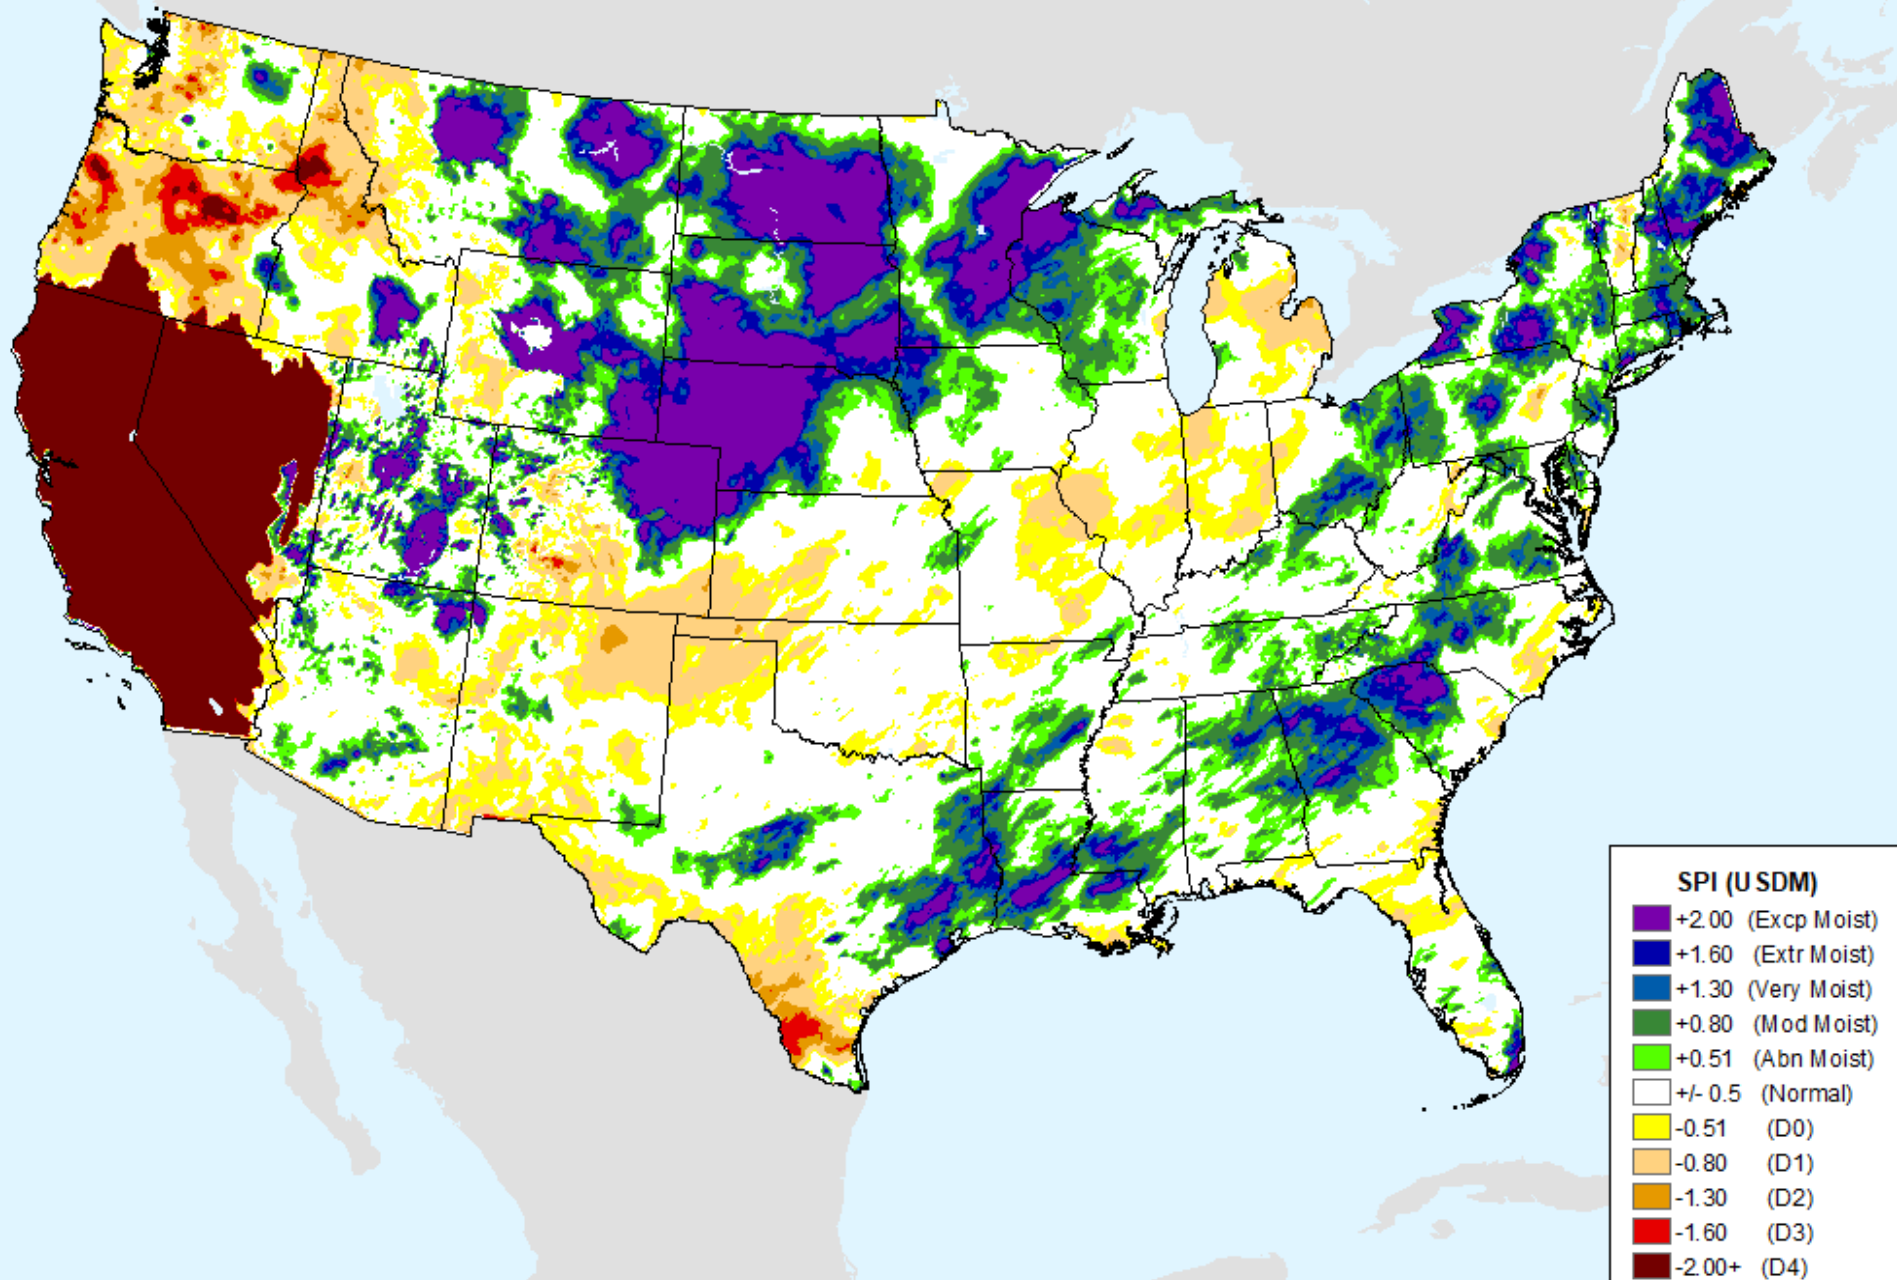 SPI (USDM)
+2.00 (Excp Moist)
+1.60 (Extr Moist)
+1.30 (Very Moist)
+0.80 (Mod Moist)
+0.51 (Abn Moist)
+/- 0.5 (Normal)
-0.51 (D0)
-0.80 (D1)
-1.30 (D2)
-1.60 (D3)
-2.00+ (D4)